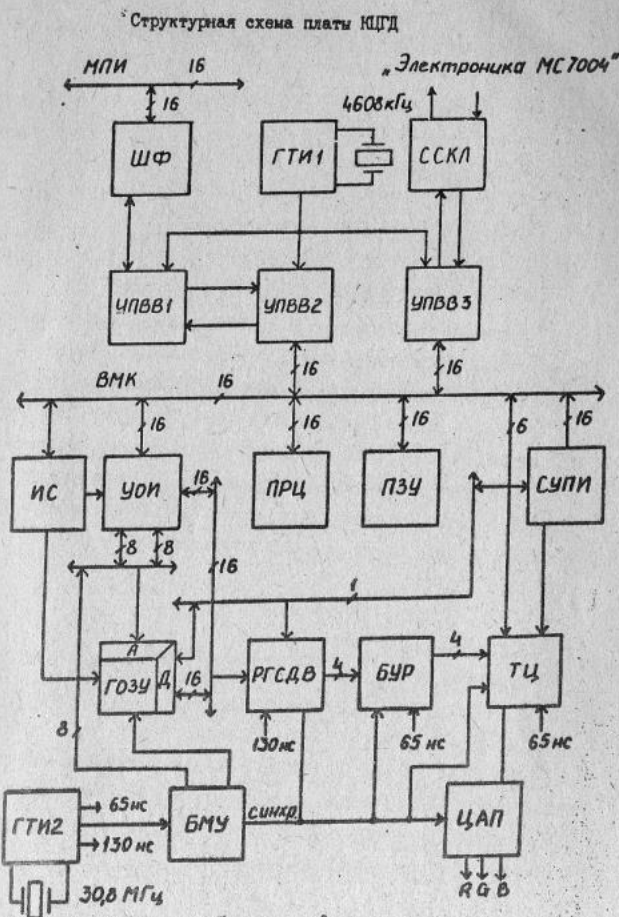 Структурная схема платы КЦГД
МПИ 16
16
„Электроника МС7004"
4608кГц
ШФ
ГТИ1
ССКЛ
УПВВ1
УПВВ2
УПВВ3
16
16
ВМК 16
16
16
16
6
16
ИС
УОИ
16
ПРЦ
ПЗУ
СУПИ
8
8
16
1
А
ГОЗУ
Д
16
РГСДВ
4
БУР
4
ТЦ
8
130нс
65нс
65нс
ГТИ2
65нс
130нс
БМУ
синхр.
ЦАП
30,8 МГц
R G B